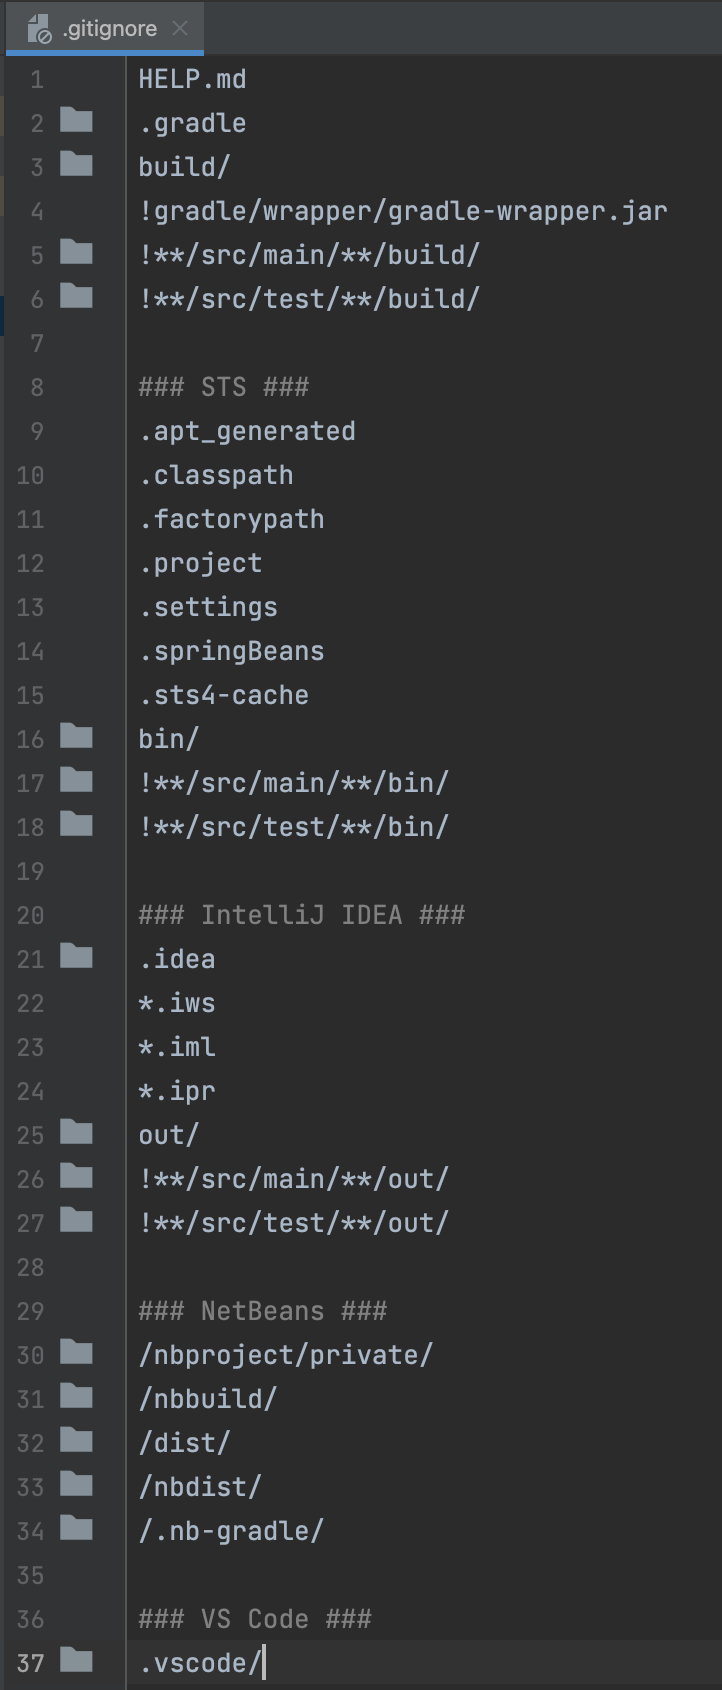 .gitignore
1 HELP.md
2 .gradle
3 build/
4 !gradle/wrapper/gradle-wrapper.jar
5 !**/src/main/**/build/
6 !**/src/test/**/build/
7
8 ### STS ###
9 .apt_generated
10 .classpath
11 .factorypath
12 .project
13 .settings
14 .springBeans
15 .sts4-cache
16 bin/
17 !**/src/main/**/bin/
18 !**/src/test/**/bin/
19
20 ### IntelliJ IDEA ###
21 .idea
22 *.iws
23 *.iml
24 *.ipr
25 out/
26 !**/src/main/**/out/
27 !**/src/test/**/out/
28
29 ### NetBeans ###
30 /nbproject/private/
31 /nbbuild/
32 /dist/
33 /nbdist/
34 /.nb-gradle/
35
36 ### VS Code ###
37 .vscode/